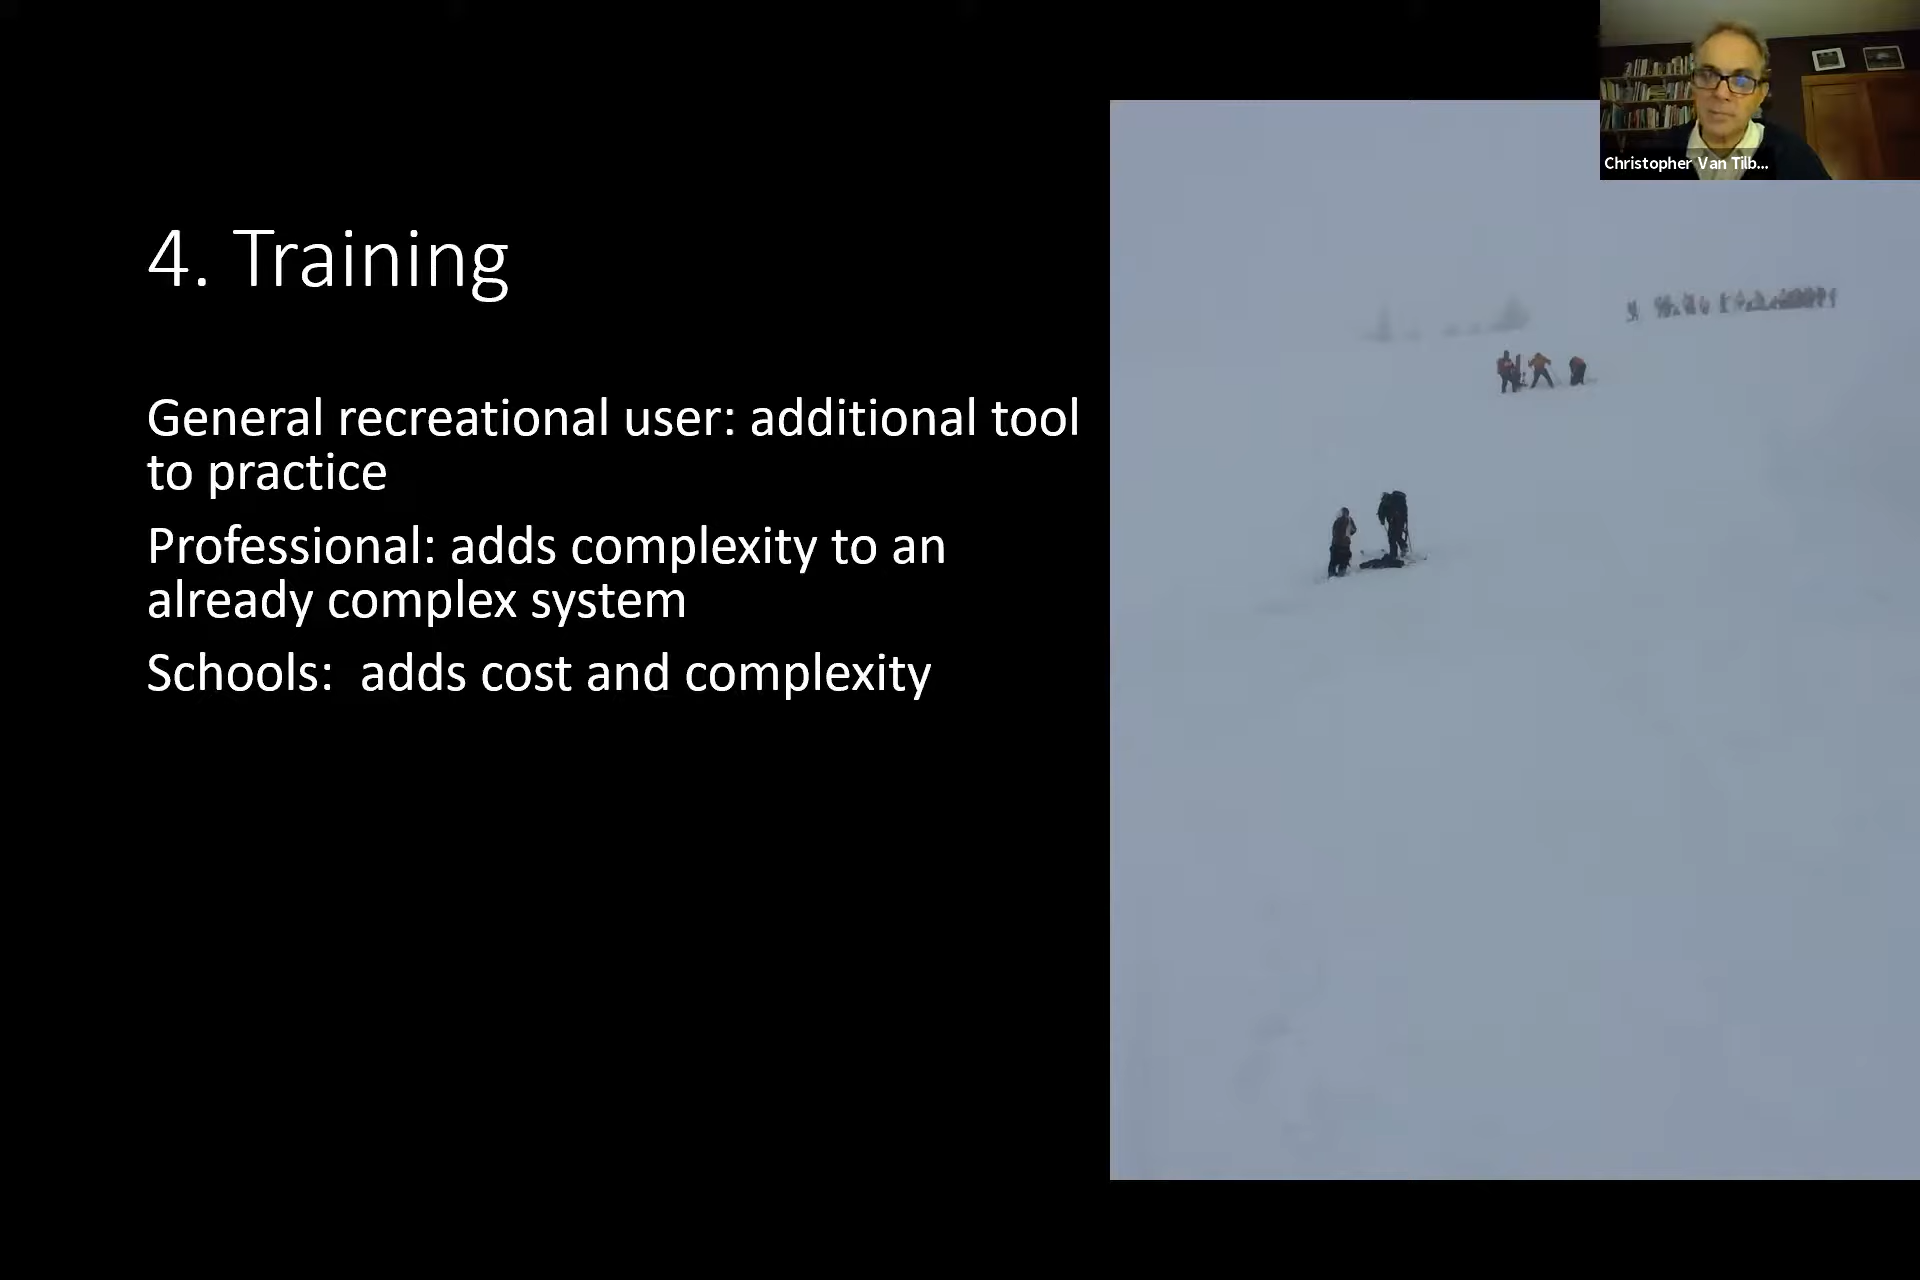 4. Training
General recreational user: additional tool
to practice
Professional: adds complexity to an
already complex system
Schools:  adds cost and complexity
Christopher Van Tilb...